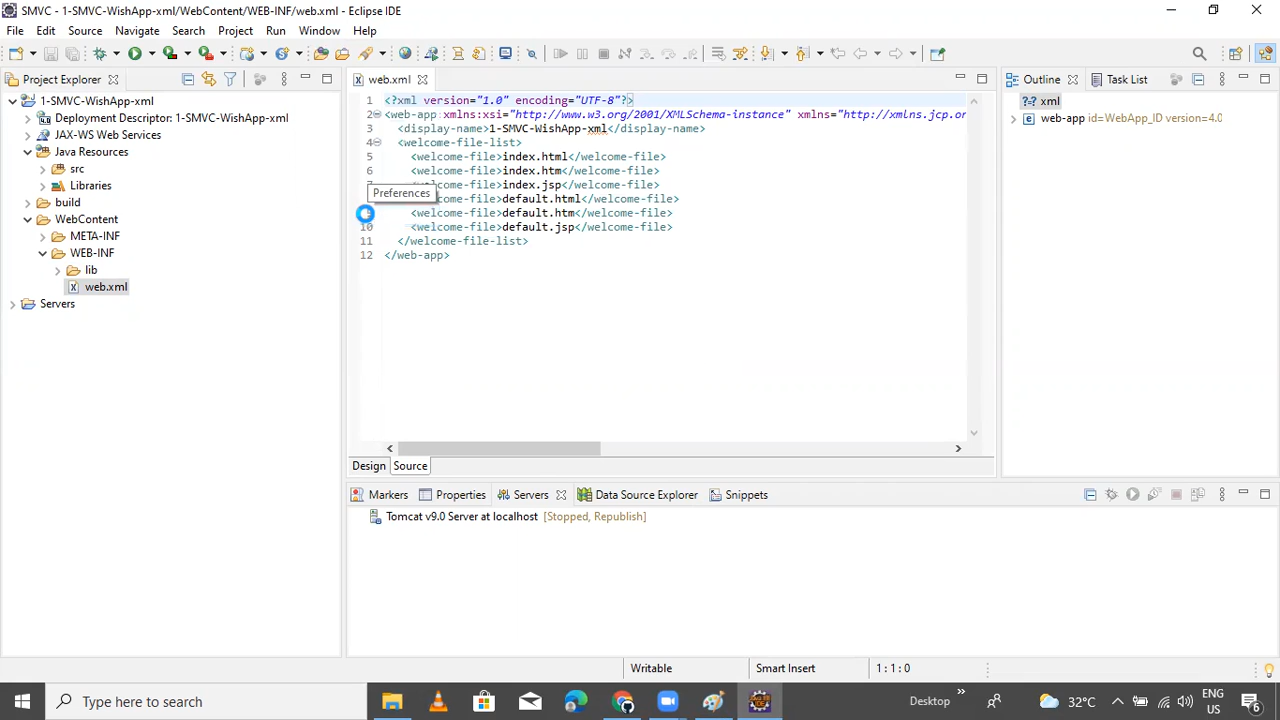 SMVC - 1-SMVC-WishApp-xml/WebContent/WEB-INF/web.xml - Eclipse IDE
File Edit Source Navigate Search Project Run Window Help
Project Explorer
1-SMVC-WishApp-xml
Deployment Descriptor: 1-SMVC-WishApp-xml
JAX-WS Web Services
Java Resources
src
Libraries
build
WebContent
META-INF
WEB-INF
lib
web.xml
Servers
web.xml
1 <?xml version="1.0" encoding="UTF-8"?>
2 <web-app xmlns:xsi="http://www.w3.org/2001/XMLSchema-instance" xmlns="http://xmlns.jcp.or
3 <display-name>1-SMVC-WishApp-xml</display-name>
4 <welcome-file-list>
5 <welcome-file>index.html</welcome-file>
6 <welcome-file>index.htm</welcome-file>
7 <welcome-file>index.jsp</welcome-file>
Preferences
come-file>default.html</welcome-file>
<welcome-file>default.htm</welcome-file>
10 <welcome-file>default.jsp</welcome-file>
11 </welcome-file-list>
12 </web-app>
Design Source
Outline Task List
?=? xml
web-app id=WebApp_ID version=4.0
Markers Properties Servers Data Source Explorer Snippets
Tomcat v9.0 Server at localhost [Stopped, Republish]
Writable Smart Insert 1 : 1 : 0
Type here to search
Desktop
32°C
ENG
US
6